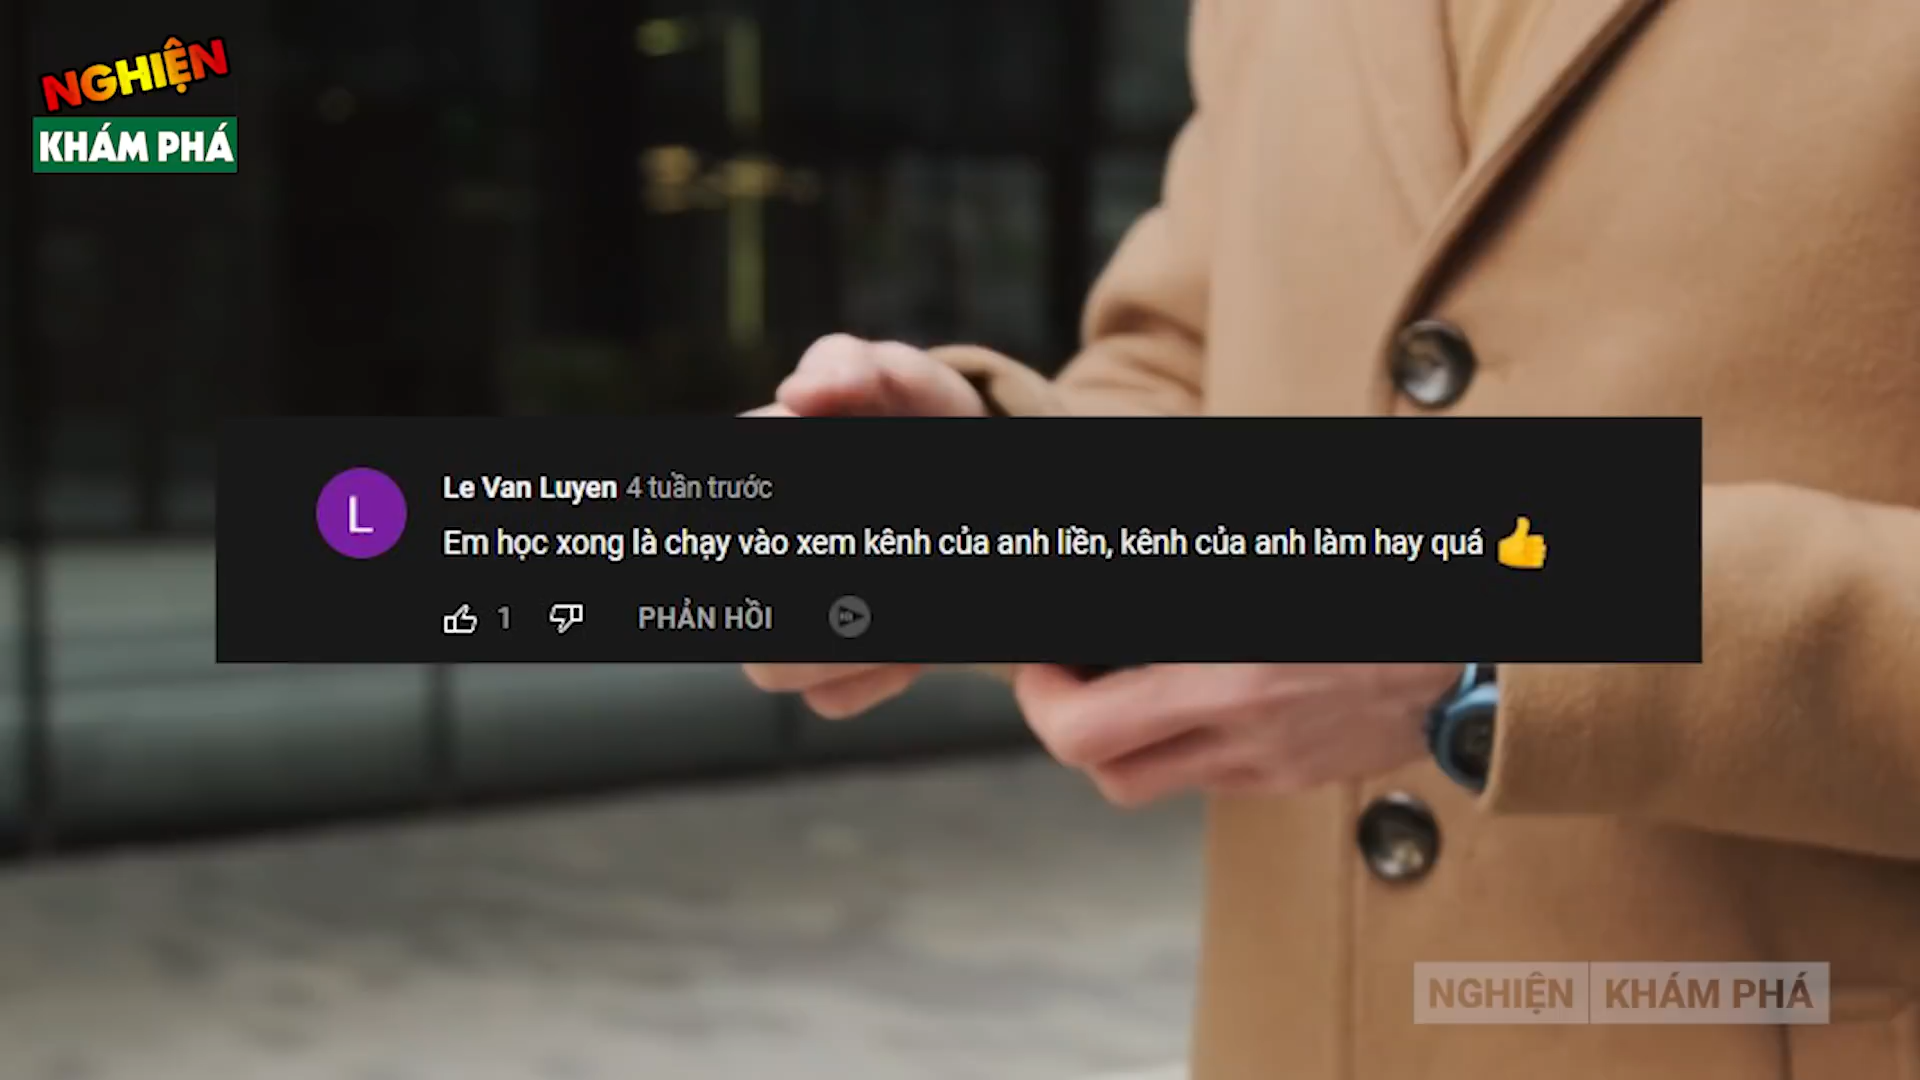 NGHIỆN
KHÁM PHÁ
L
Le Van Luyen 4 tuần trước
Em học xong là chạy vào xem kênh của anh liền, kênh của anh làm hay quá 👍
1 PHẢN HỒI
NGHIỆN KHÁM PHÁ